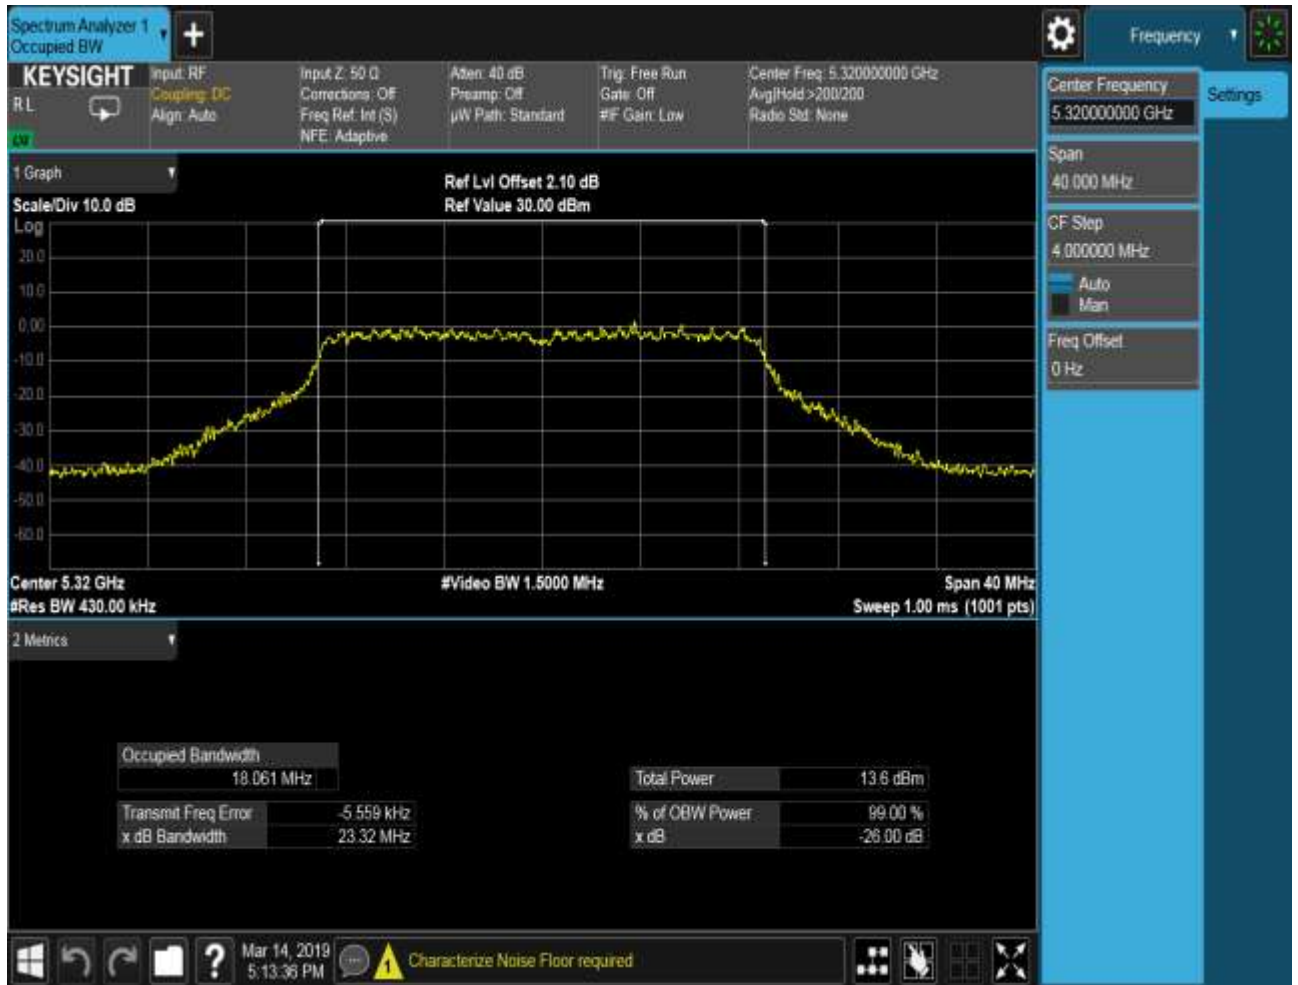 Spectrum Analyzer 1
Occupied BW
Frequency
KEYSIGHT
R L
Input: RF
Coupling: DC
Align: Auto
Input Z: 50 Ω
Corrections: Off
Freq Ref: Int (S)
NFE: Adaptive
Atten: 40 dB
Preamp: Off
µW Path: Standard
Trig: Free Run
Gate: Off
#IF Gain: Low
Center Freq: 5.320000000 GHz
Avg|Hold:>200/200
Radio Std: None
Center Frequency
5.320000000 GHz
Settings
Span
40.000 MHz
CF Step
4.000000 MHz
Auto
Man
Freq Offset
0 Hz
1 Graph
Scale/Div 10.0 dB
Ref Lvl Offset 2.10 dB
Ref Value 30.00 dBm
Log
20.0
10.0
0.00
-10.0
-20.0
-30.0
-40.0
-50.0
-60.0
Center 5.32 GHz
#Video BW 1.5000 MHz
Span 40 MHz
#Res BW 430.00 kHz
Sweep 1.00 ms (1001 pts)
2 Metrics
Occupied Bandwidth
18.061 MHz
Total Power 13.6 dBm
Transmit Freq Error -5.559 kHz
% of OBW Power 99.00 %
x dB Bandwidth 23.32 MHz
x dB -26.00 dB
?
Mar 14, 2019
5:13:36 PM
1
Characterize Noise Floor required